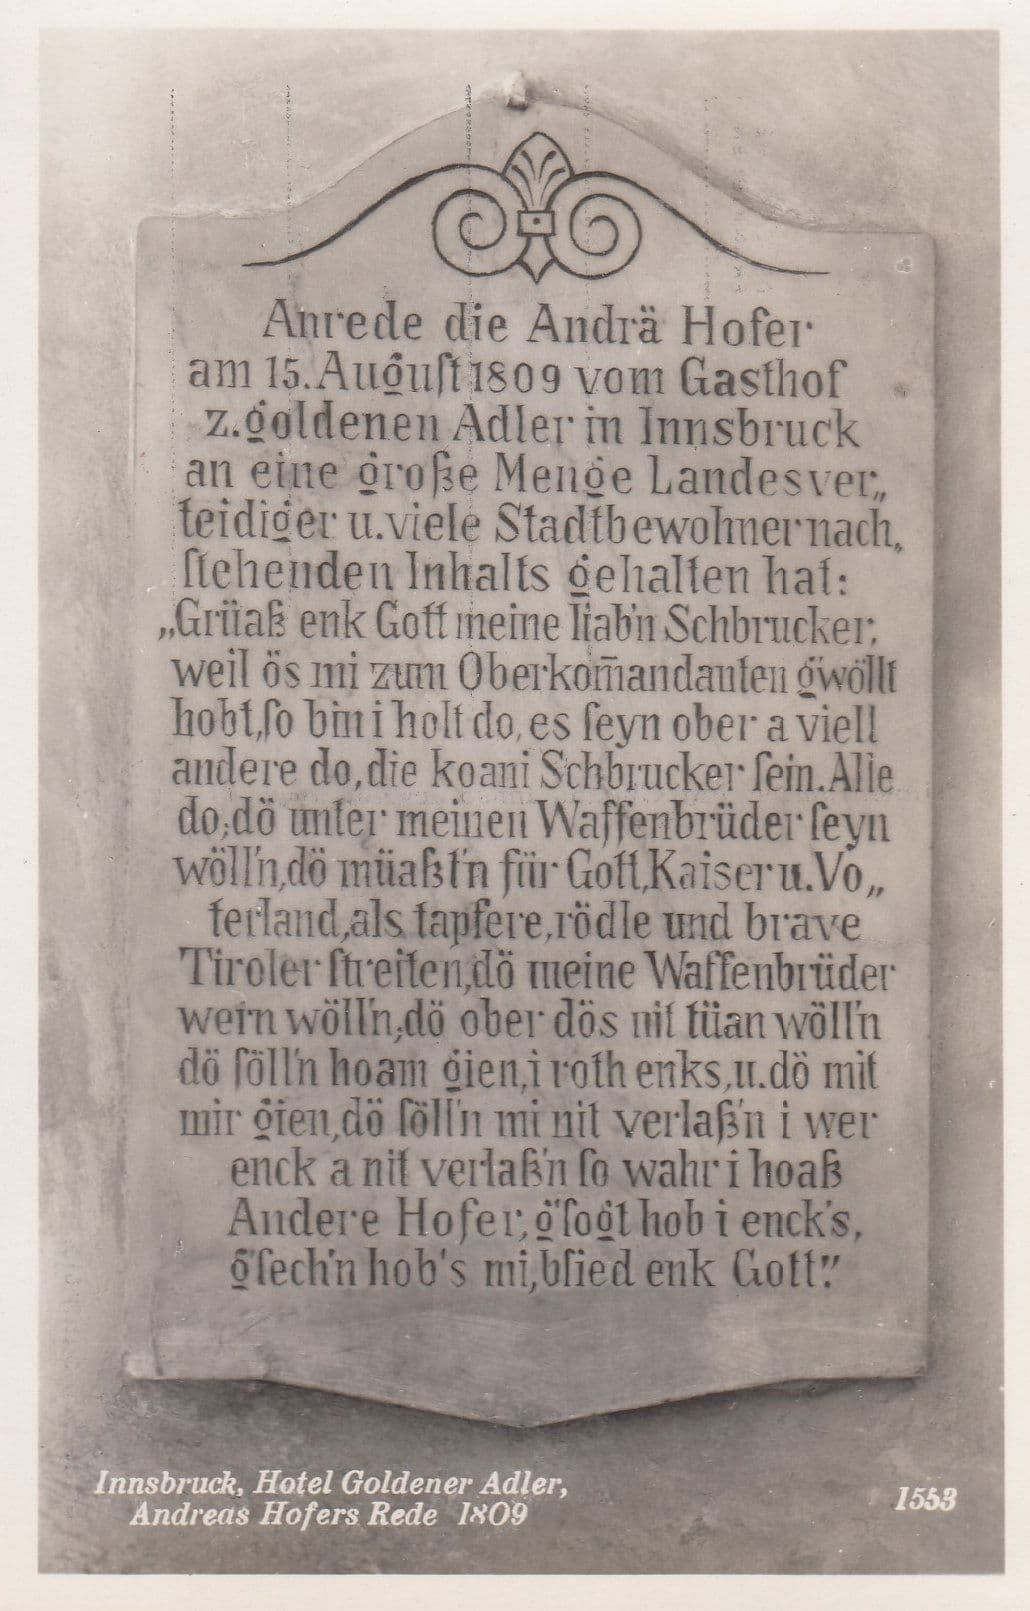 Anrede die Andrä Hofer
am 15. Auguſt 1809 vom Gasthof
z. goldenen Adler in Innsbruck
an eine große Menge Landesver„
teidiger u. viele Stadtbewohner nach„
ſtehenden Inhalts gehalten hat:
„Grüaß enk Gott meine liab'n Schbrucker,
weil ös mi zum Oberkom̄andanten g'wöllt
hobt, ſo bin i holt do, es ſeyn ober a viell
andere do, die koani Schbrucker ſein. Alle
do, dö unter meinen Waffenbrüder ſeyn
wöll'n, dö müaßt'n für Gott, Kaiser u. Vo„
terland, als tapfere, rödle und brave
Tiroler ſtreiten, dö meine Waffenbrüder
wern wöll'n, dö ober dös nit tüan wöll'n
dö ſöll'n hoam gien, i roth enks, u. dö mit
mir gien, dö ſöll'n mi nit verlaß'n i wer
enck a nit verlaß'n ſo wahr i hoaß
Andere Hofer, g'ſogt hob i enck's,
g'ſech'n hob's mi, bſied enk Gott."
Innsbruck, Hotel Goldener Adler,
Andreas Hofers Rede 1809
1553